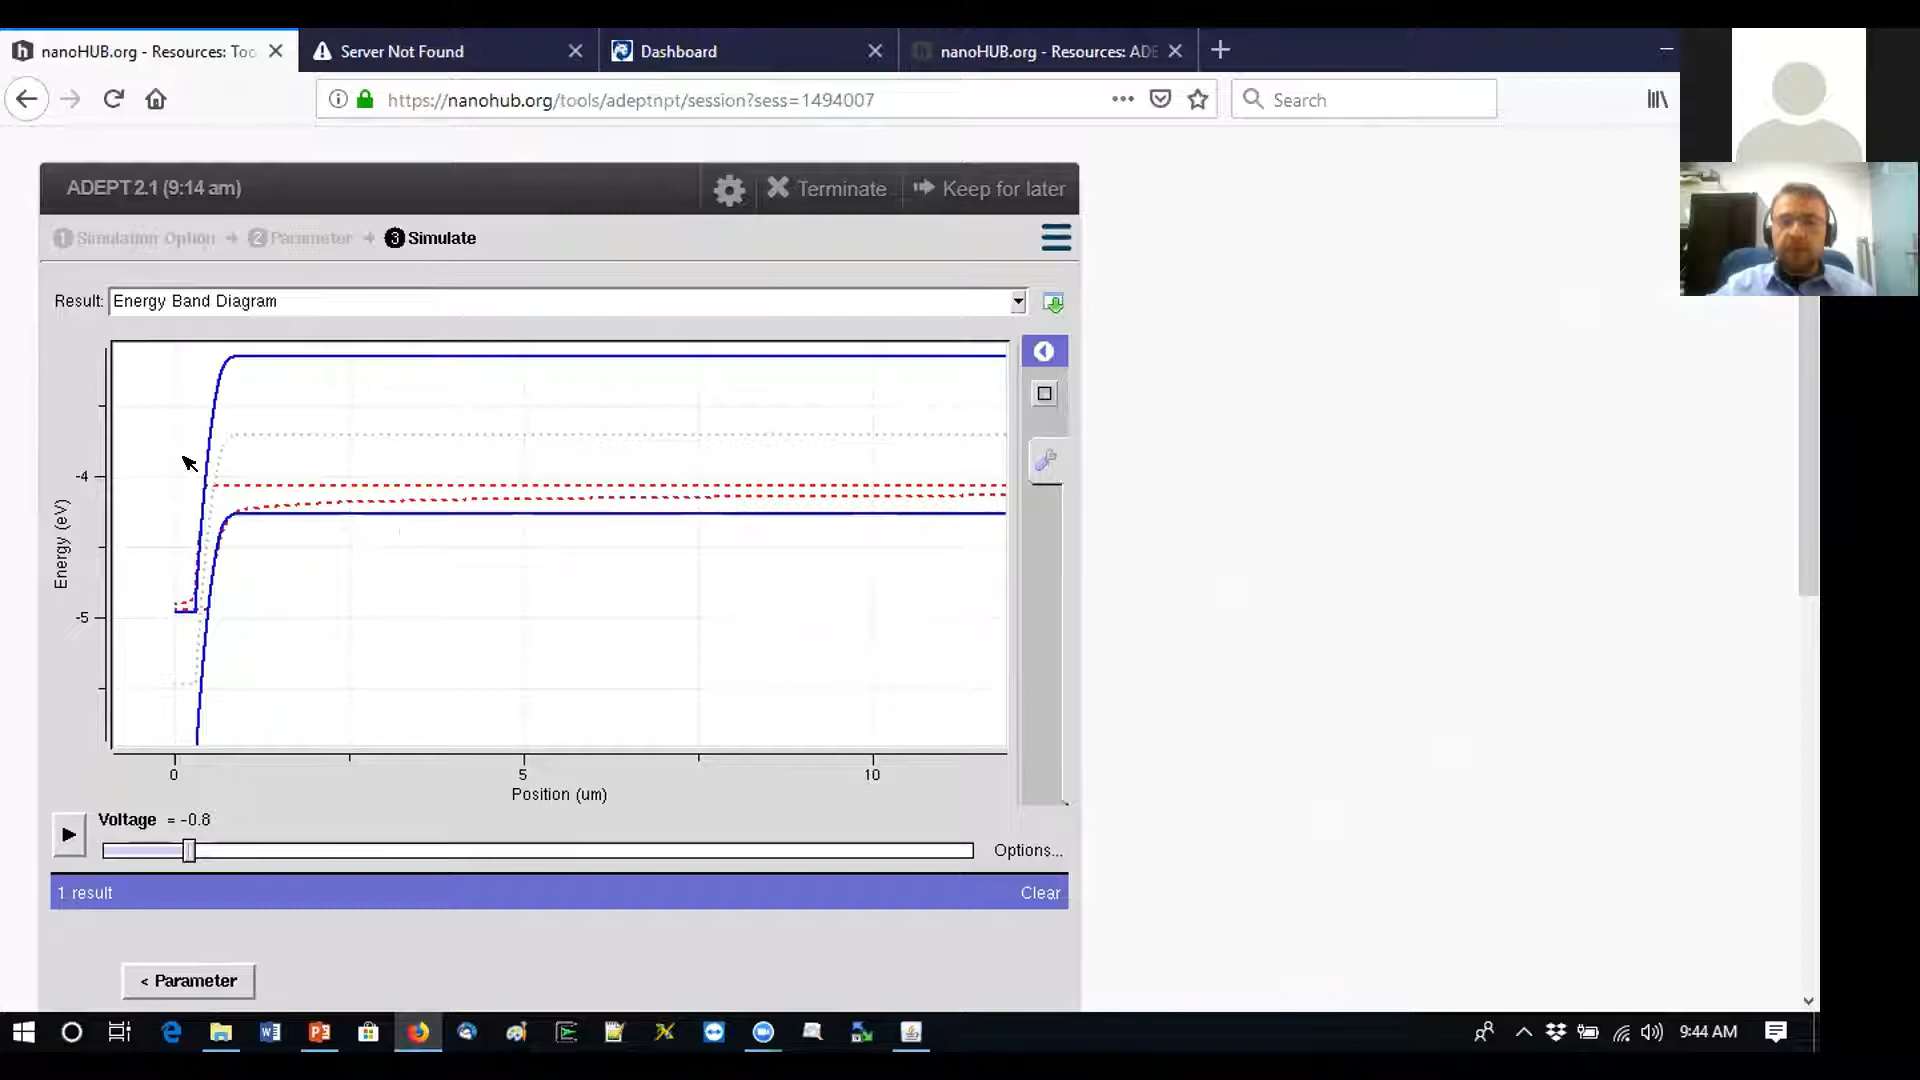 nanoHUB.org - Resources: Too
Server Not Found
Dashboard
nanoHUB.org - Resources: ADE
https://nanohub.org/tools/adeptnpt/session?sess=1494007
Search
ADEPT 2.1 (9:14 am)
Terminate
Keep for later
1 Simulation Option
2 Parameter
3 Simulate
Result: Energy Band Diagram
Energy (eV)
-4
-5
0
5
10
Position (um)
Voltage = -0.8
Options...
1 result
Clear
< Parameter
9:44 AM